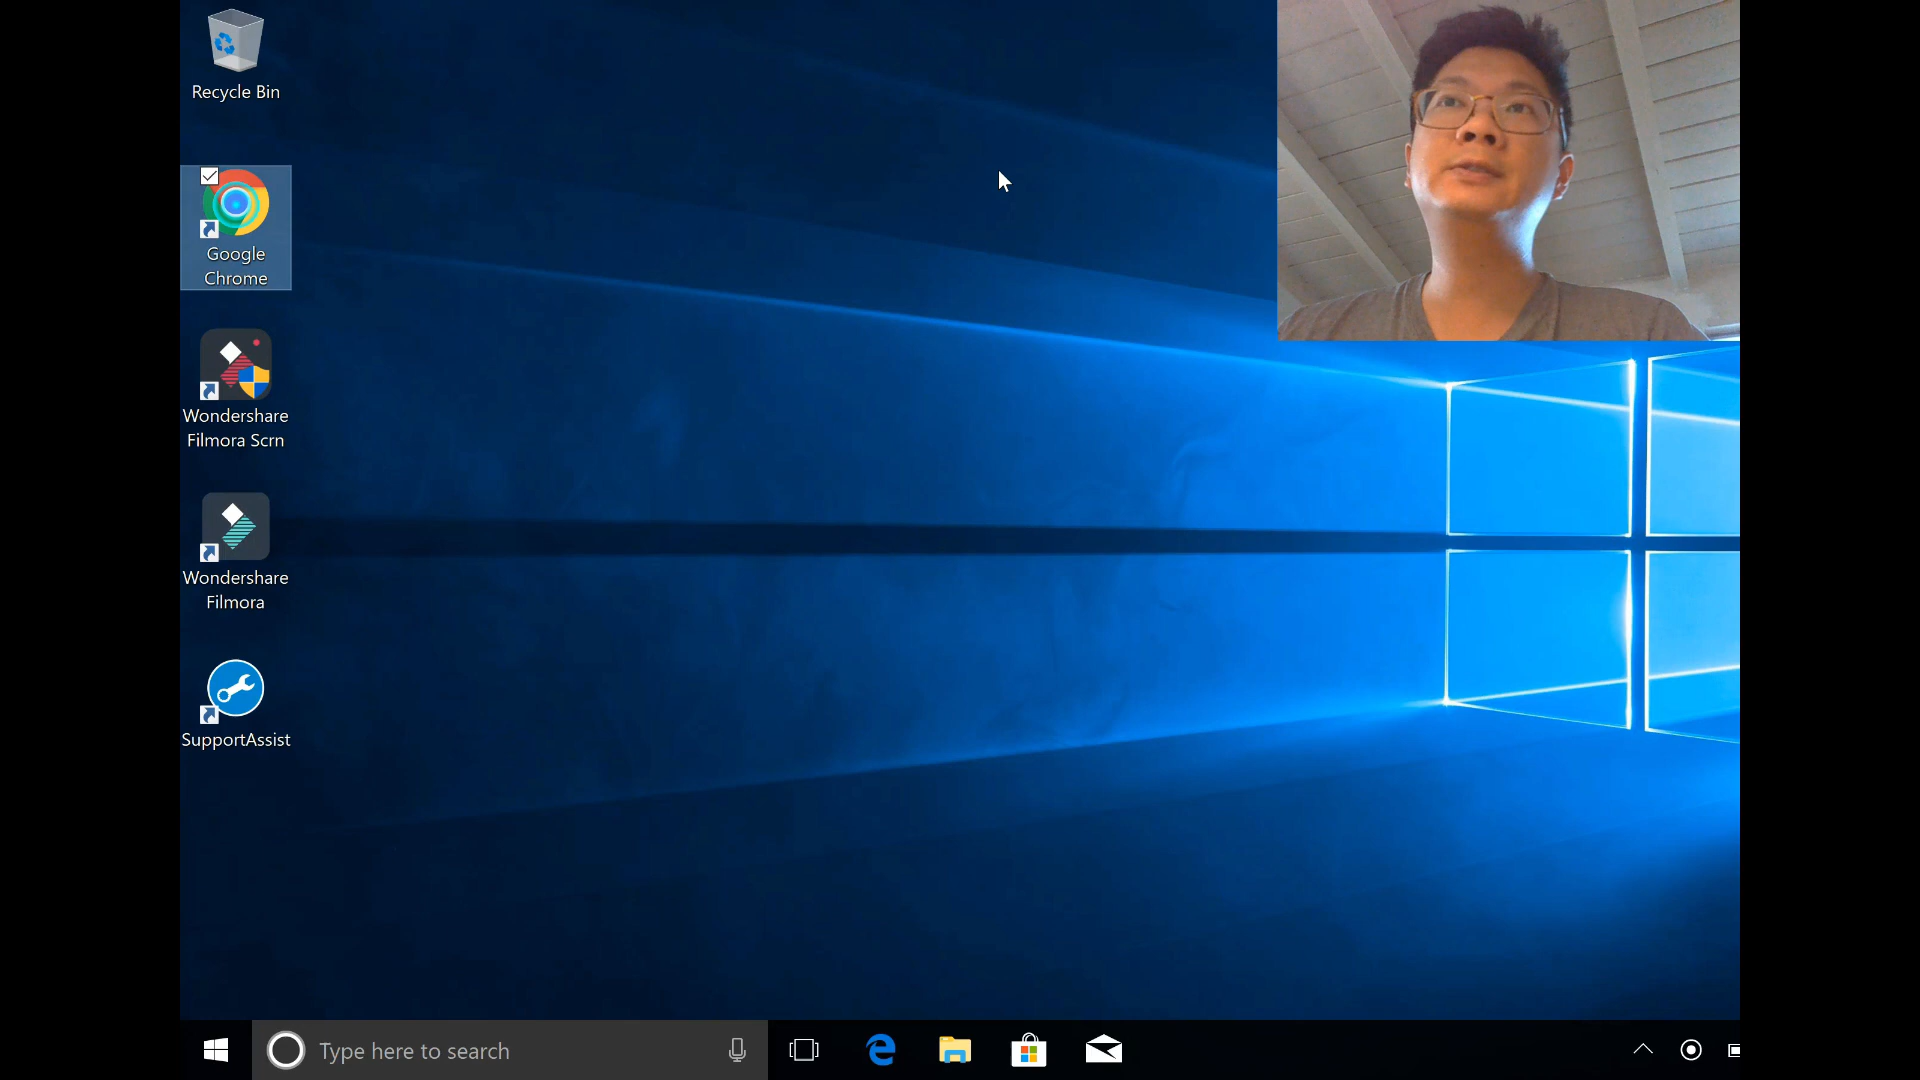 Recycle Bin
Google
Chrome
Wondershare
Filmora Scrn
Wondershare
Filmora
SupportAssist
Type here to search